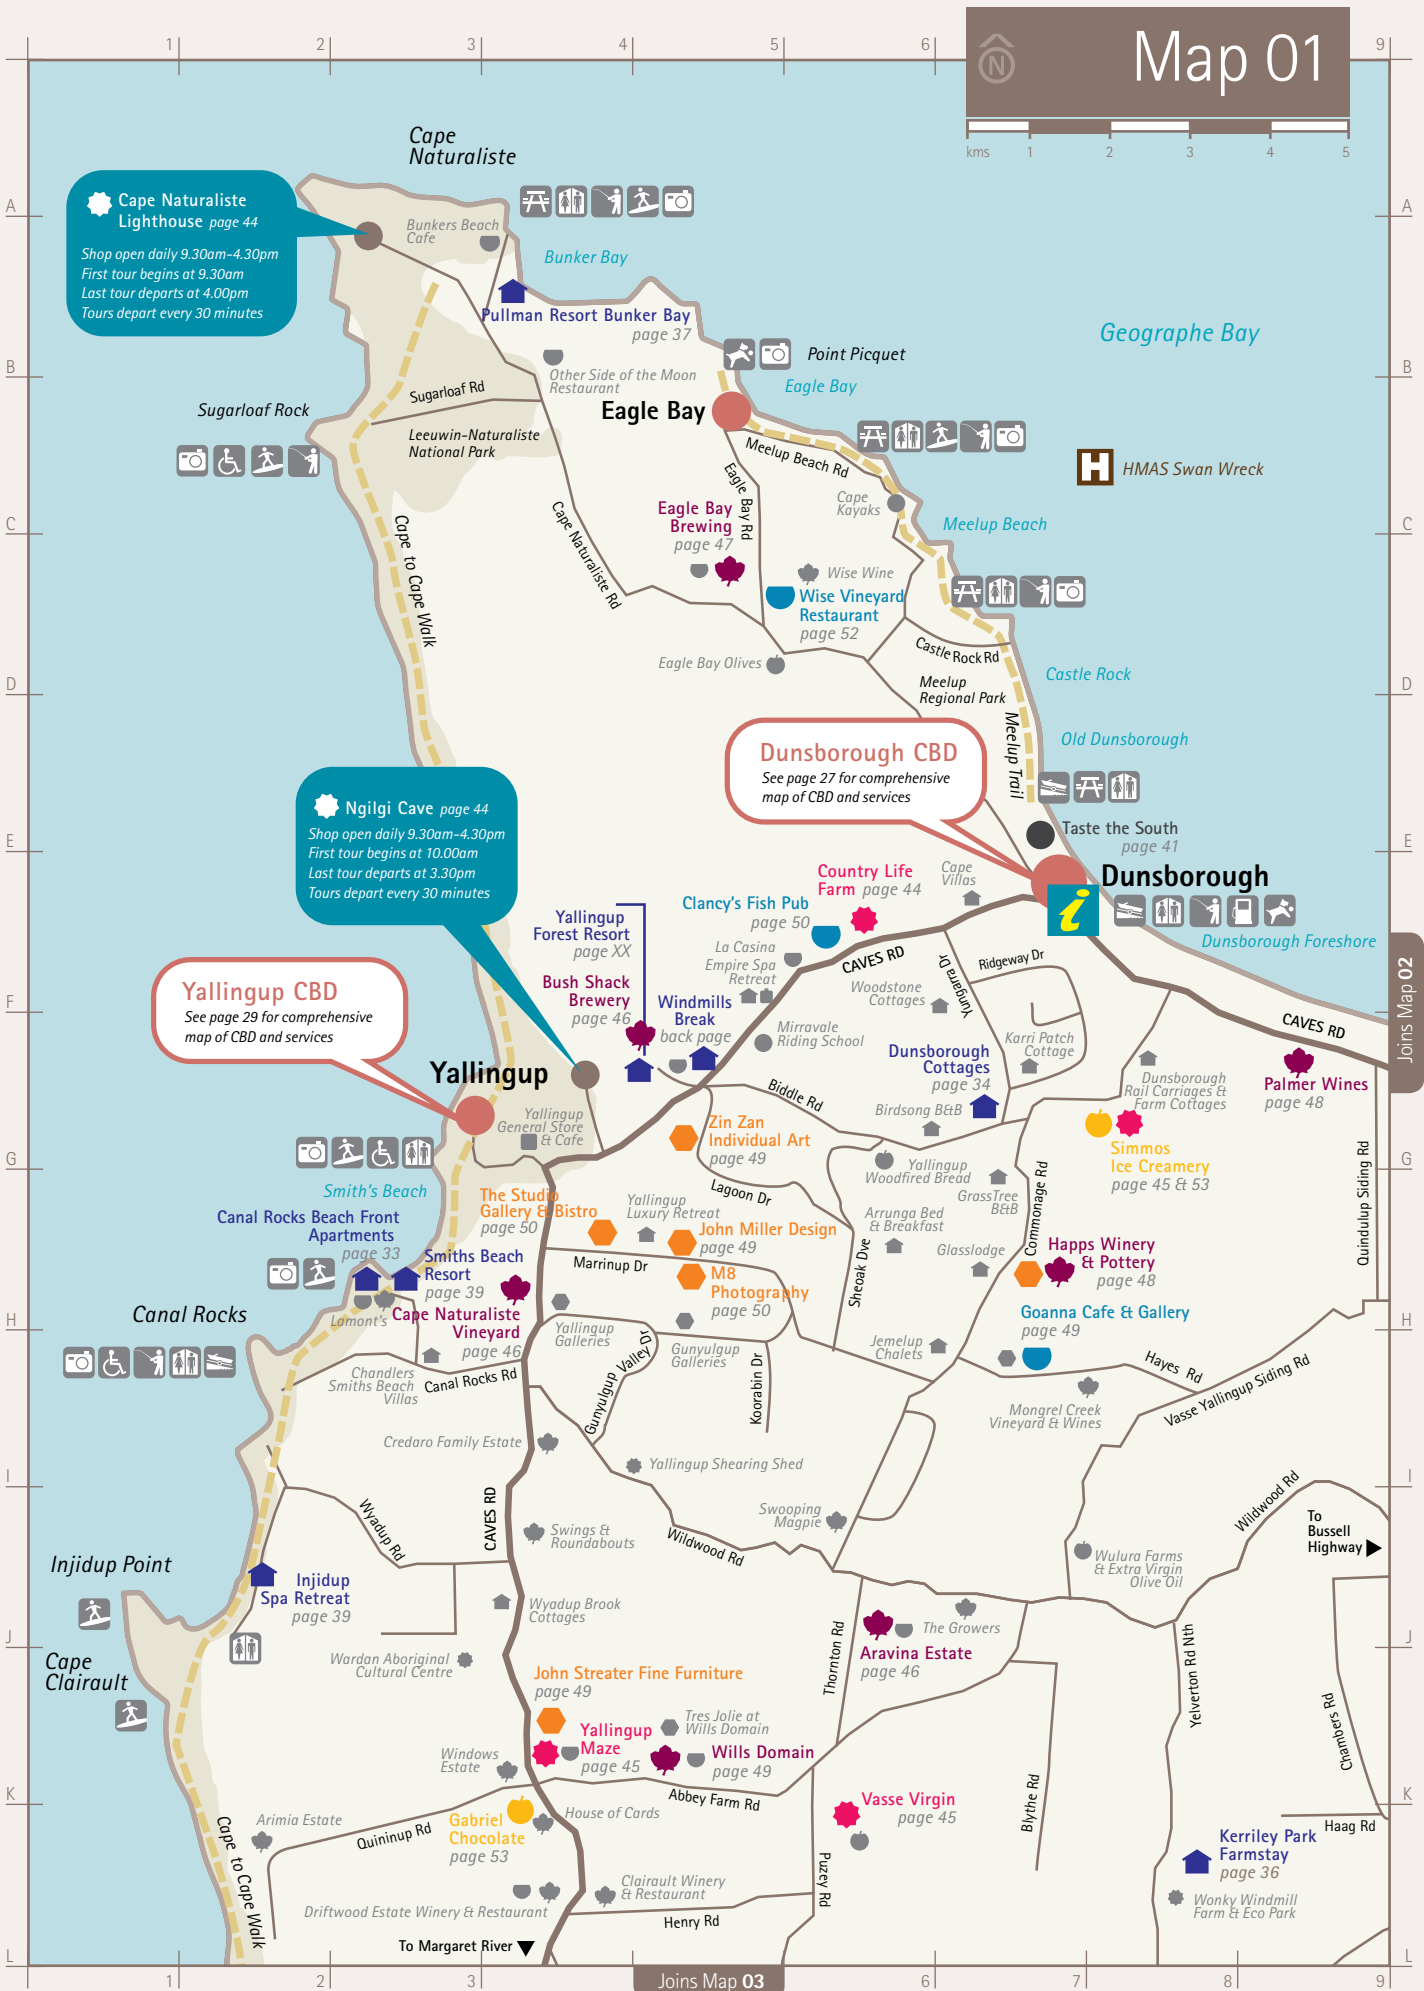 Map 01
N
kms 1 2 3 4 5
1 2 3 4 5 6 9
A
B
C
D
E
F
G
H
I
J
K
L
A
B
C
D
E
G
H
I
J
K
L
Cape
Naturaliste
Cape Naturaliste
Lighthouse page 44
Shop open daily 9.30am-4.30pm
First tour begins at 9.30am
Last tour departs at 4.00pm
Tours depart every 30 minutes
Bunkers Beach
Cafe
Bunker Bay
Pullman Resort Bunker Bay
page 37
Geographe Bay
Point Picquet
Eagle Bay
Other Side of the Moon
Restaurant
Sugarloaf Rd
Sugarloaf Rock
Eagle Bay
Leeuwin-Naturaliste
National Park
Meelup Beach Rd
Eagle Bay Rd
H
HMAS Swan Wreck
Cape
Kayaks
Eagle Bay
Brewing
page 47
Cape Naturaliste Rd
Cape to Cape Walk
Meelup Beach
Wise Wine
Wise Vineyard
Restaurant
page 52
Castle Rock Rd
Eagle Bay Olives
Castle Rock
Meelup
Regional Park
Meelup Trail
Old Dunsborough
Dunsborough CBD
See page 27 for comprehensive
map of CBD and services
Ngilgi Cave page 44
Shop open daily 9.30am-4.30pm
First tour begins at 10.00am
Last tour departs at 3.30pm
Tours depart every 30 minutes
Taste the South
page 41
Dunsborough
i
Country Life
Farm page 44
Cape
Villas
Clancy's Fish Pub
page 50
Dunsborough Foreshore
Yallingup
Forest Resort
page XX
La Casina
Empire Spa
Retreat
CAVES RD
Yungarra Dr
Ridgeway Dr
Bush Shack
Brewery
page 46
Windmills
Break
back page
Woodstone
Cottages
Joins Map 02
Yallingup CBD
See page 29 for comprehensive
map of CBD and services
Mirravale
Riding School
Karri Patch
Cottage
CAVES RD
Yallingup
Dunsborough
Cottages
page 34
Dunsborough
Rail Carriages &
Farm Cottages
Palmer Wines
page 48
Biddle Rd
Birdsong B&B
Yallingup
General Store
& Cafe
Zin Zan
Individual Art
page 49
Simmos
Ice Creamery
page 45 & 53
Quindulup Siding Rd
Commonage Rd
Yallingup
Woodfired Bread
GrassTree
B&B
Lagoon Dr
Smith's Beach
The Studio
Gallery & Bistro
page 50
Yallingup
Luxury Retreat
Arrunga Bed
& Breakfast
Canal Rocks Beach Front
Apartments
page 33
John Miller Design
page 49
Glasslodge
Happs Winery
& Pottery
page 48
Smiths Beach
Resort
page 39
Marrinup Dr
M8
Photography
page 50
Sheoak Dve
Goanna Cafe & Gallery
page 49
Canal Rocks
Lamont's
Cape Naturaliste
Vineyard
page 46
Yallingup
Galleries
Gunyulgup
Galleries
Gunyulgup Valley Dr
Koorabin Dr
Jemelup
Chalets
Hayes Rd
Vasse Yallingup Siding Rd
Chandlers
Smiths Beach
Villas
Canal Rocks Rd
Mongrel Creek
Vineyard & Wines
Credaro Family Estate
Yallingup Shearing Shed
Wyadup Rd
CAVES RD
Swings &
Roundabouts
Swooping
Magpie
Wildwood Rd
Wildwood Rd
To
Bussell
Highway
Injidup Point
Wulura Farms
& Extra Virgin
Olive Oil
Injidup
Spa Retreat
page 39
Wyadup Brook
Cottages
The Growers
Aravina Estate
page 46
Thornton Rd
Yelverton Rd Nth
Cape
Clairault
Wardan Aboriginal
Cultural Centre
John Streater Fine Furniture
page 49
Chambers Rd
Yallingup
Maze
page 45
Tres Jolie at
Wills Domain
Wills Domain
page 49
Windows
Estate
Abbey Farm Rd
Blythe Rd
Vasse Virgin
page 45
Cape to Cape Walk
Arimia Estate
Quininup Rd
Gabriel
Chocolate
page 53
House of Cards
Haag Rd
Kerriley Park
Farmstay
page 36
Puzey Rd
Clairault Winery
& Restaurant
Wonky Windmill
Farm & Eco Park
Driftwood Estate Winery & Restaurant
Henry Rd
To Margaret River
Joins Map 03
1 2 3 6 7 8 9